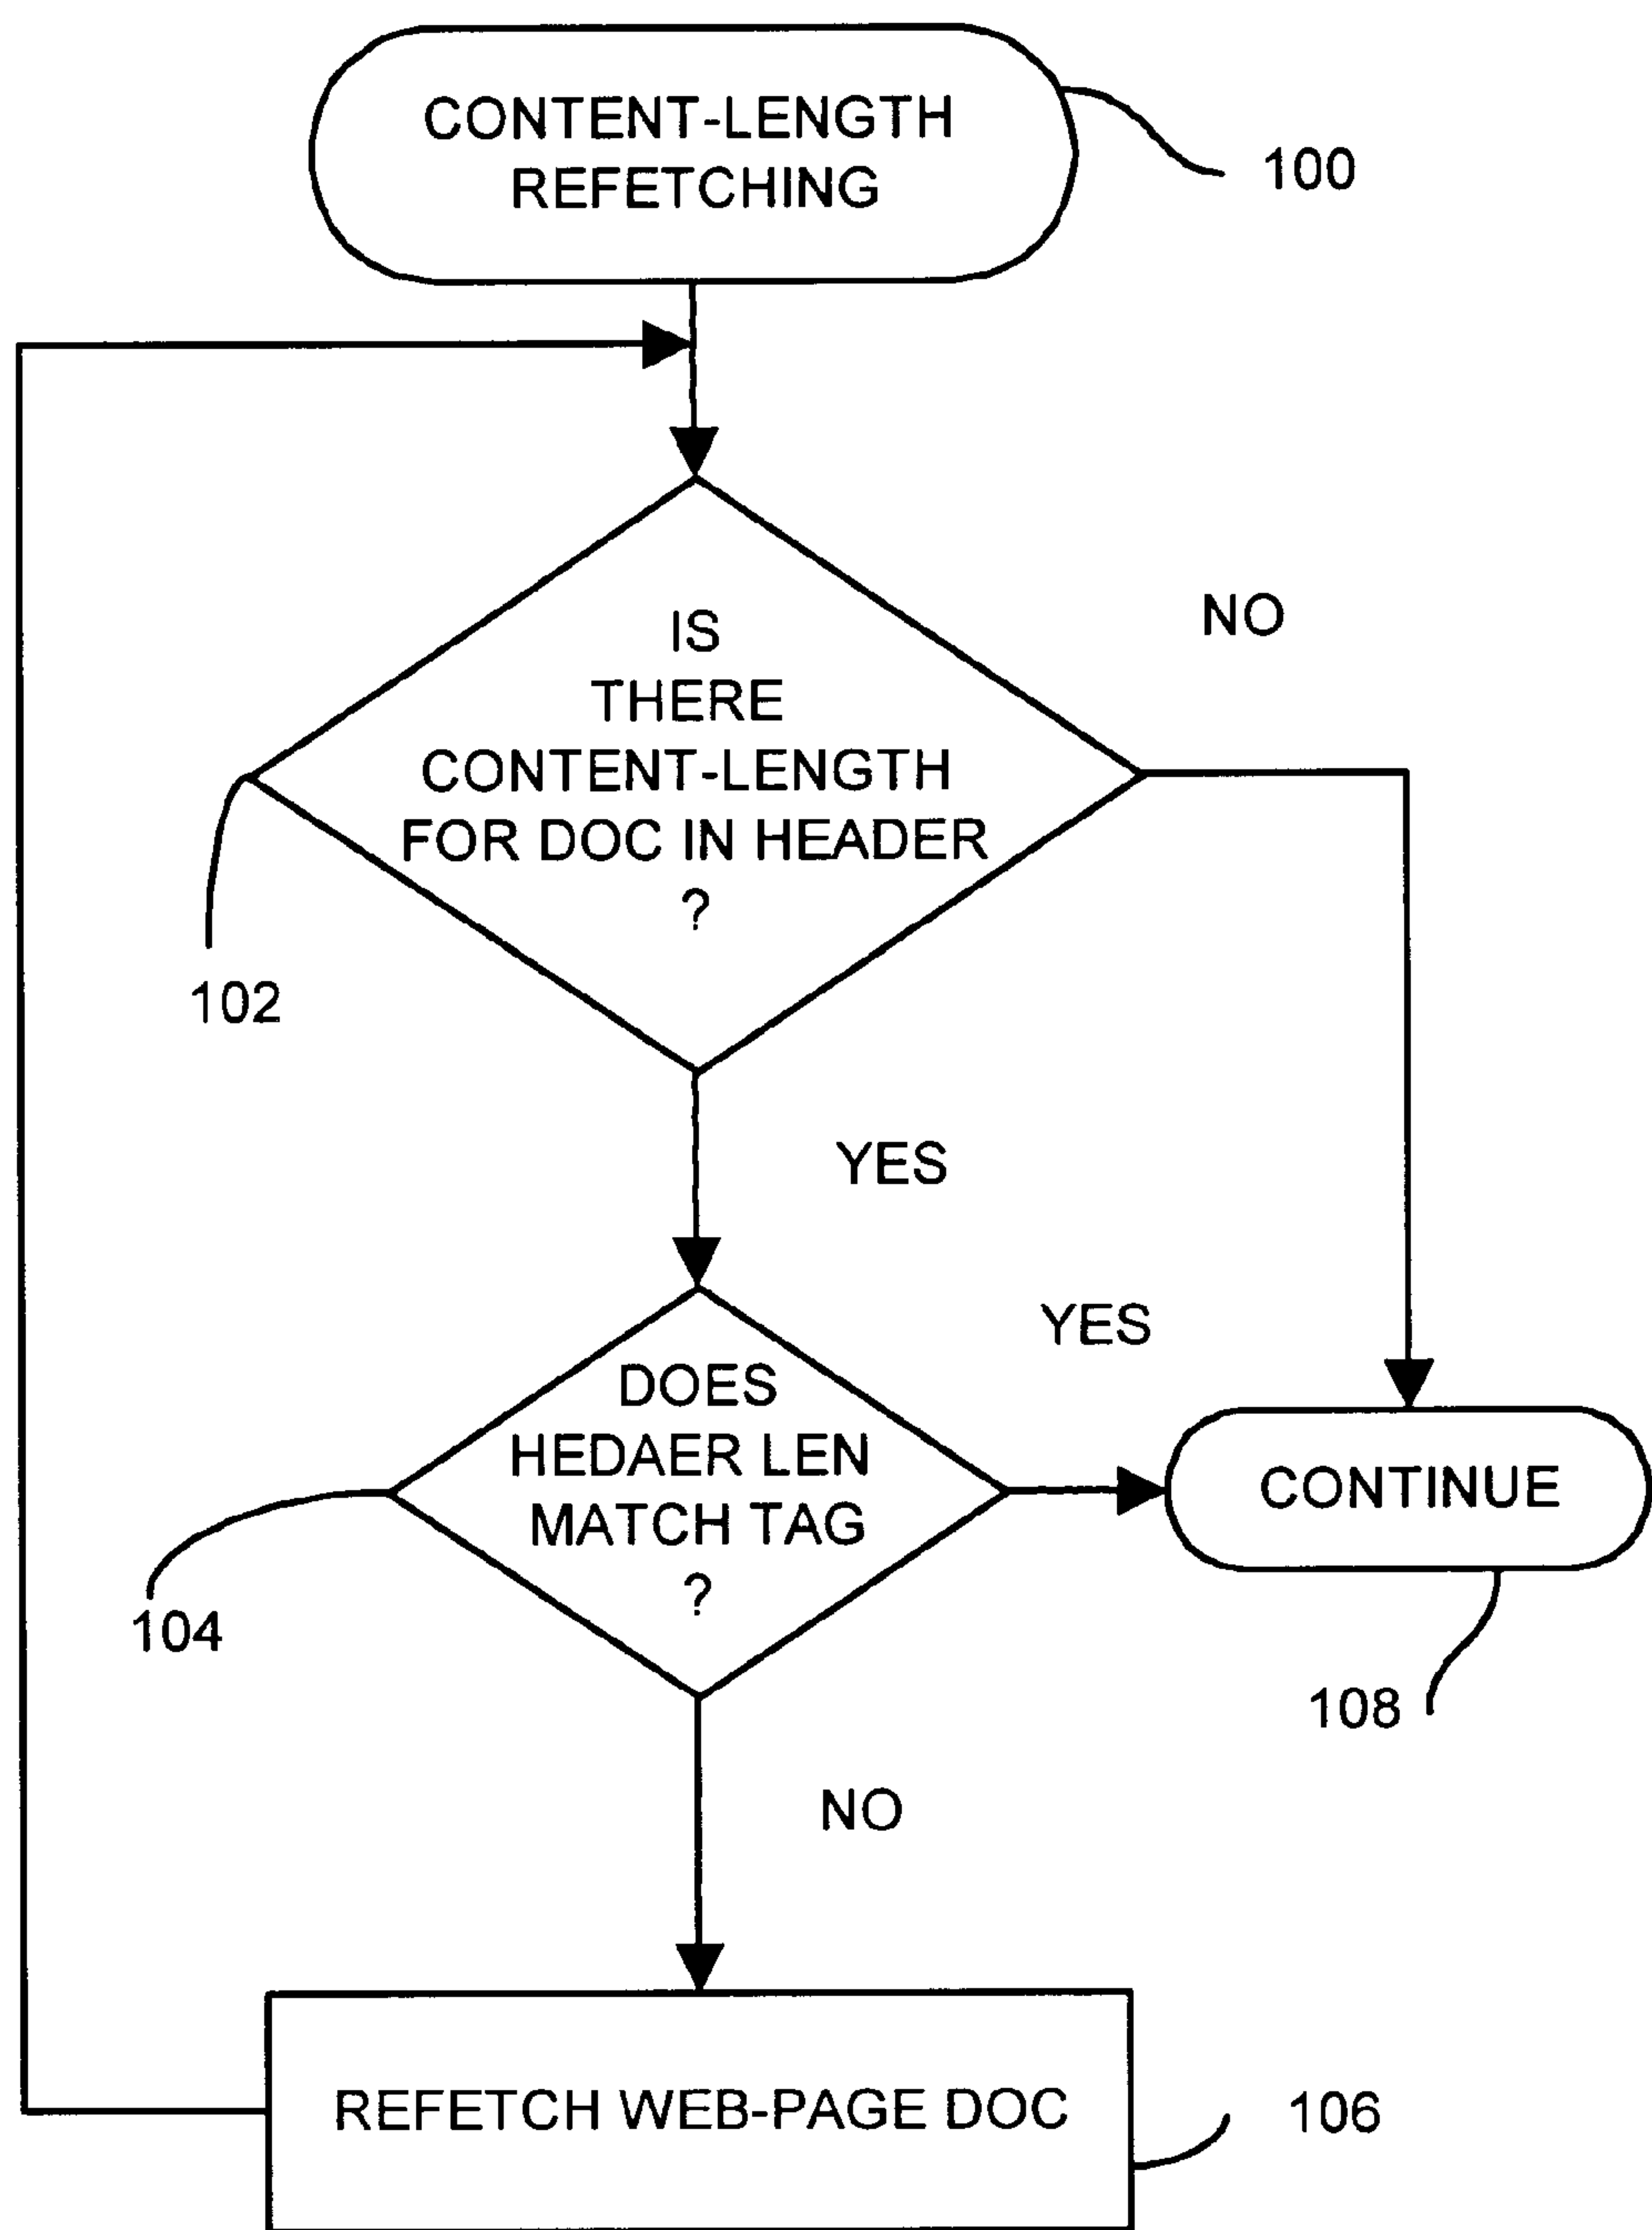 CONTENT-LENGTH
REFETCHING
100
IS
THERE
CONTENT-LENGTH
FOR DOC IN HEADER
?
NO
102
YES
DOES
HEDAER LEN
MATCH TAG
?
YES
CONTINUE
104
108
NO
REFETCH WEB-PAGE DOC
106